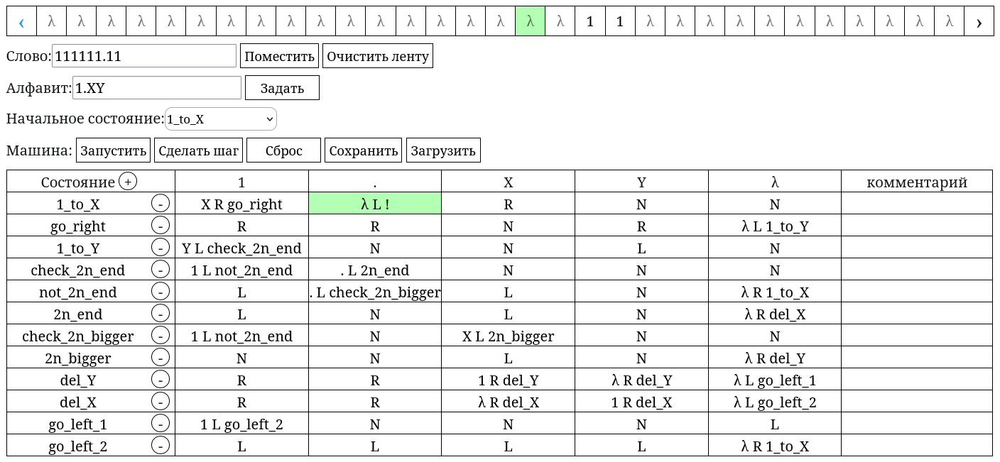 ‹ λ λ λ λ λ λ λ λ λ λ λ λ λ λ λ λ λ λ 1 1 λ λ λ λ λ λ λ λ λ λ λ ›
Слово: 111111.11 Поместить Очистить ленту
Алфавит: 1.XY Задать
Начальное состояние: 1_to_X
Машина: Запустить Сделать шаг Сброс Сохранить Загрузить
Состояние + 1 . X Y λ комментарий
1_to_X - X R go_right λ L ! R N N
go_right - R R N R λ L 1_to_Y
1_to_Y - Y L check_2n_end N N L N
check_2n_end - 1 L not_2n_end . L 2n_end N N N
not_2n_end - L . L check_2n_bigger L N λ R 1_to_X
2n_end - L N L N λ R del_X
check_2n_bigger - 1 L not_2n_end N X L 2n_bigger N N
2n_bigger - N N L N λ R del_Y
del_Y - R R 1 R del_Y λ R del_Y λ L go_left_1
del_X - R R λ R del_X 1 R del_X λ L go_left_2
go_left_1 - 1 L go_left_2 N N N L
go_left_2 - L L L L λ R 1_to_X